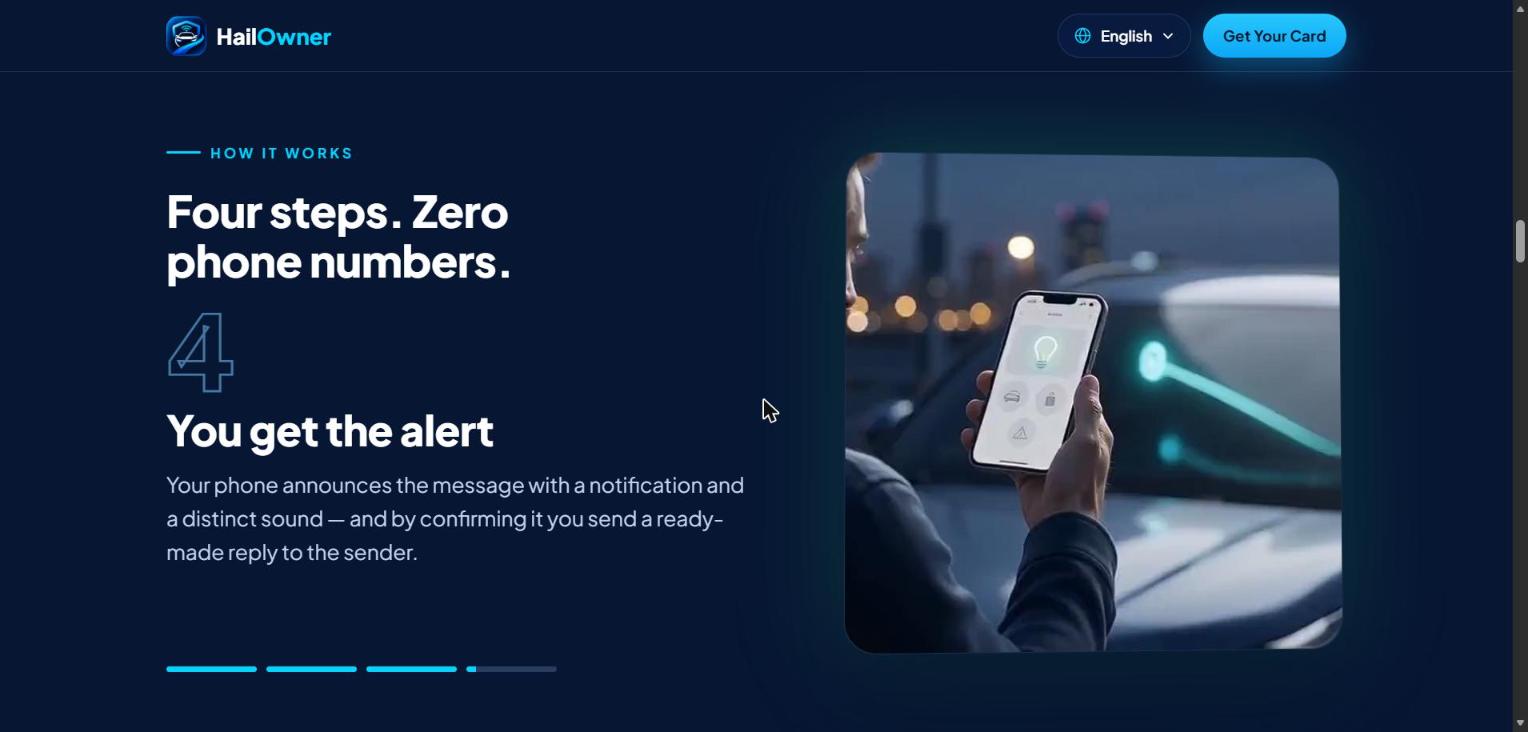 HailOwner
English
Get Your Card
HOW IT WORKS
Four steps. Zero
phone numbers.
4
You get the alert
Your phone announces the message with a notification and
a distinct sound — and by confirming it you send a ready-
made reply to the sender.